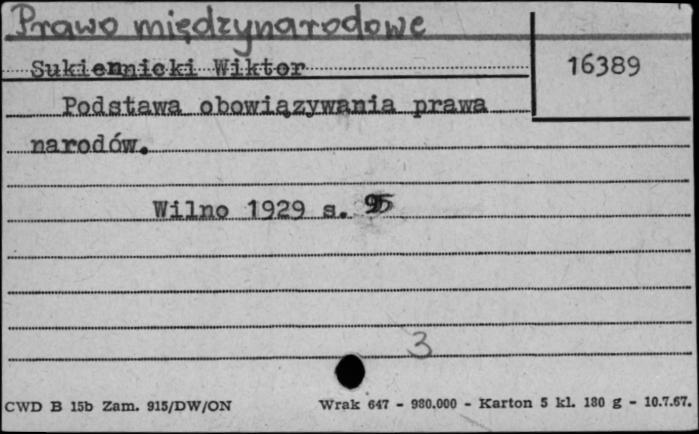 Prawo międzynarodowe
Sukiennicki Wiktor
16389
Podstawa obowiązywania prawa
narodów.
Wilno 1929 s. 95
3
CWD B 15b Zam. 915/DW/ON
Wrak 647 - 980.000 - Karton 5 kl. 180 g - 10.7.67.